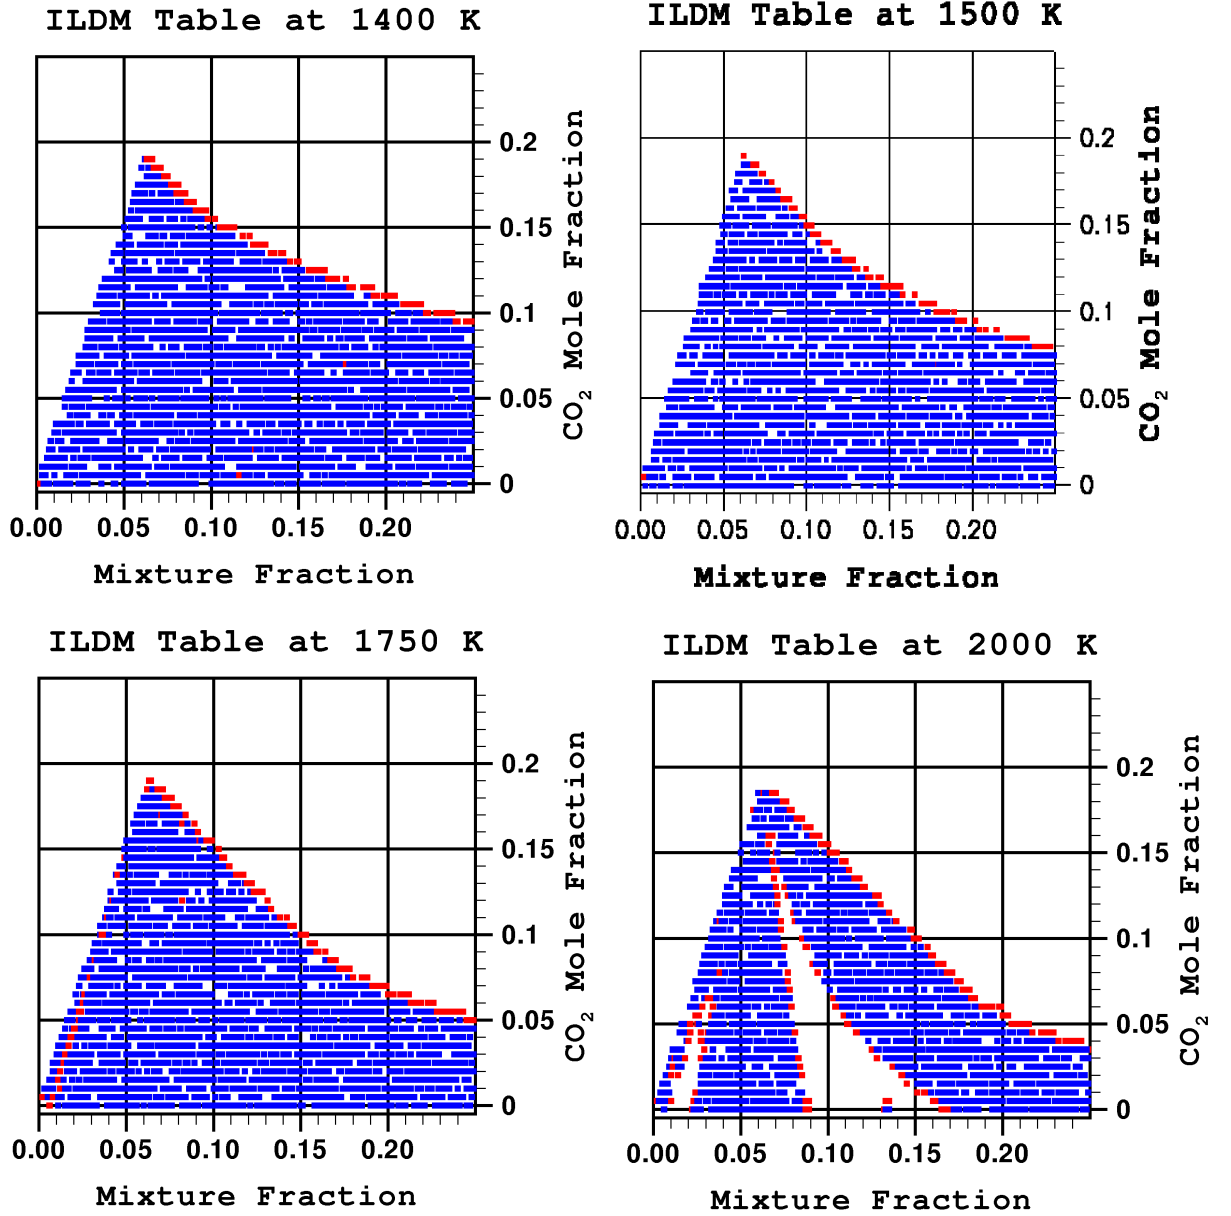 ILDM Table at 1400 K
0.2
0.15
0.1
0.05
0
CO2 Mole Fraction
0.00 0.05 0.10 0.15 0.20
Mixture Fraction
ILDM Table at 1500 K
0.2
0.15
0.1
0.05
0
CO2 Mole Fraction
0.00 0.05 0.10 0.15 0.20
Mixture Fraction
ILDM Table at 1750 K
0.2
0.15
0.1
0.05
0
CO2 Mole Fraction
0.00 0.05 0.10 0.15 0.20
Mixture Fraction
ILDM Table at 2000 K
0.2
0.15
0.1
0.05
0
CO2 Mole Fraction
0.00 0.05 0.10 0.15 0.20
Mixture Fraction